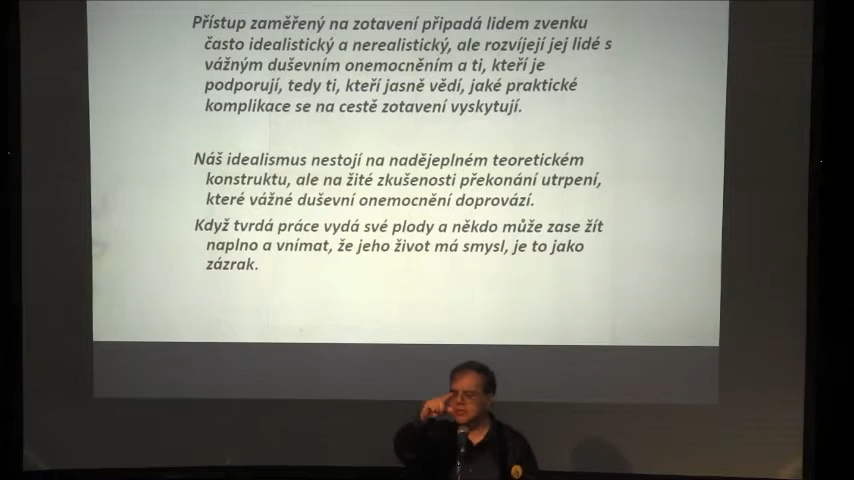 Přístup zaměřený na zotavení připadá lidem zvenku
často idealistický a nerealistický, ale rozvíjejí jej lidé s
vážným duševním onemocněním a ti, kteří je
podporují, tedy ti, kteří jasně vědí, jaké praktické
komplikace se na cestě zotavení vyskytují.
Náš idealismus nestojí na nadějeplném teoretickém
konstruktu, ale na žité zkušenosti překonání utrpení,
které vážné duševní onemocnění doprovází.
Když tvrdá práce vydá své plody a někdo může zase žít
naplno a vnímat, že jeho život má smysl, je to jako
zázrak.